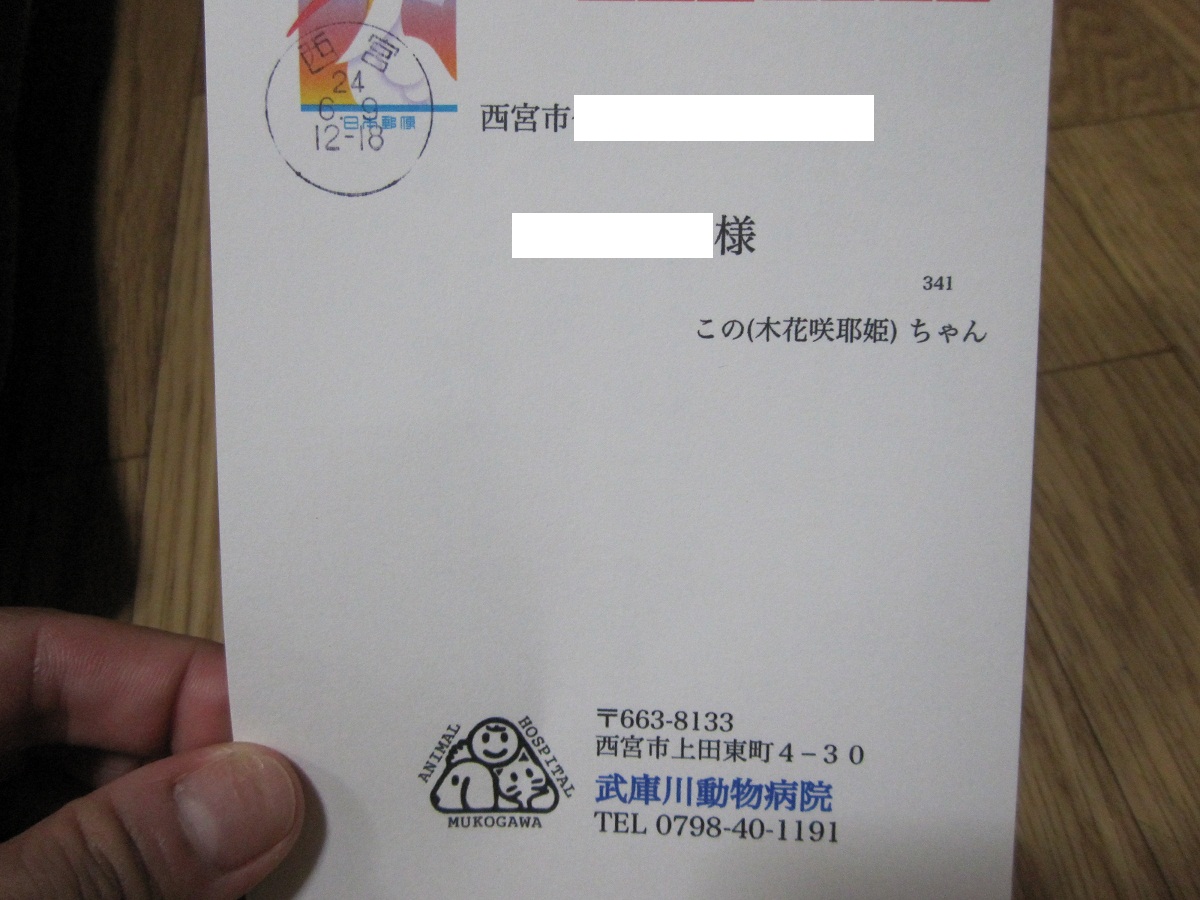 西宮
24
6.-9
12-18
日本郵便
西宮市
様
341
この(木花咲耶姫) ちゃん
ANIMAL HOSPITAL
MUKOGAWA
〒663-8133
西宮市上田東町４−３０
武庫川動物病院
TEL 0798-40-1191